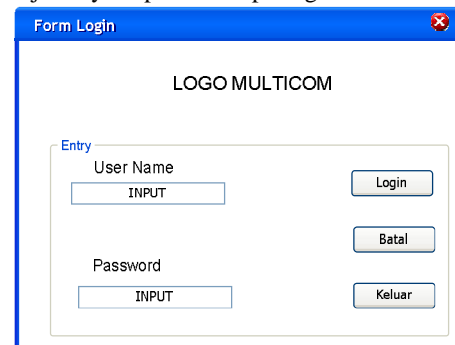 Form Login
LOGO MULTICOM
Entry
User Name
INPUT
Login
Batal
Password
INPUT
Keluar